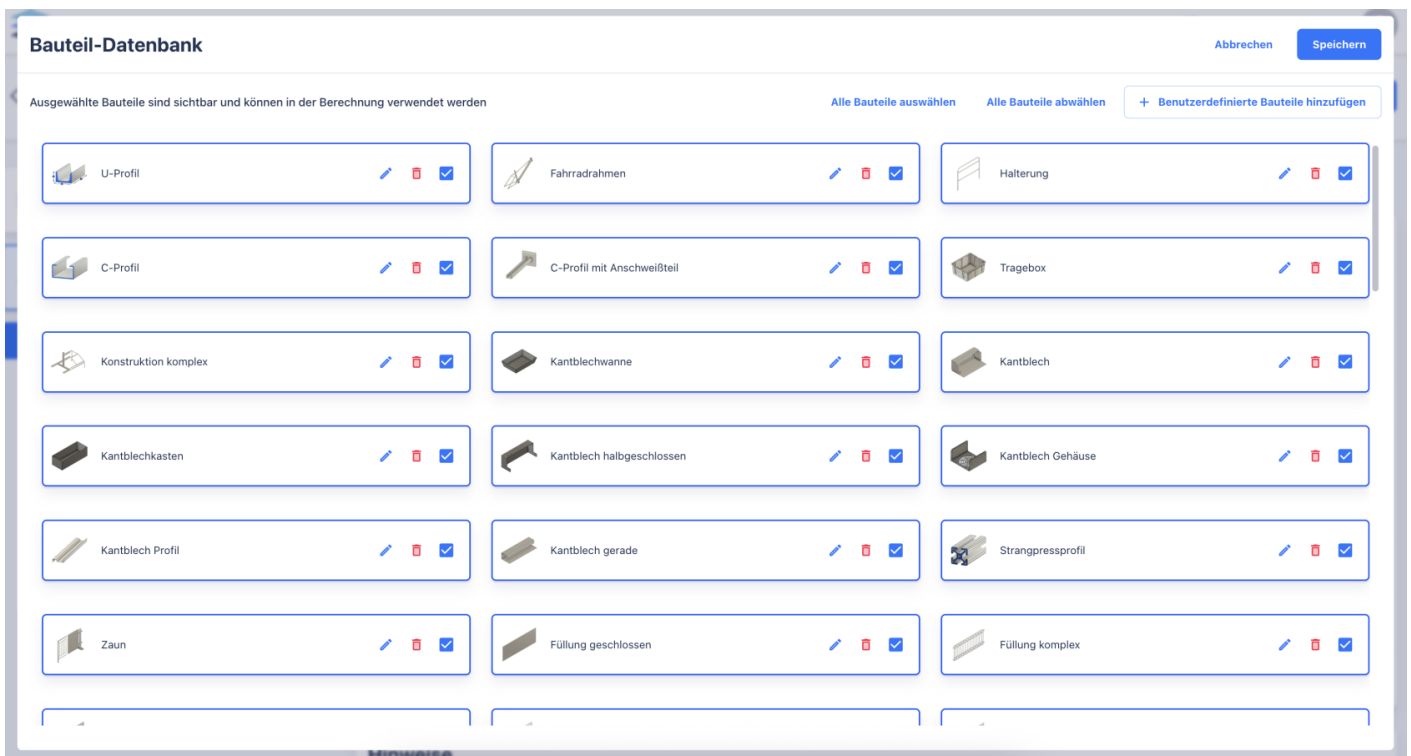 Bauteil-Datenbank
Abbrechen
Speichern
Ausgewählte Bauteile sind sichtbar und können in der Berechnung verwendet werden
Alle Bauteile auswählen
Alle Bauteile abwählen
+ Benutzerdefinierte Bauteile hinzufügen
U-Profil
Fahrradrahmen
Halterung
C-Profil
C-Profil mit Anschweißteil
Tragebox
Konstruktion komplex
Kantblechwanne
Kantblech
Kantblechkasten
Kantblech halbgeschlossen
Kantblech Gehäuse
Kantblech Profil
Kantblech gerade
Strangpressprofil
Zaun
Füllung geschlossen
Füllung komplex
Hinweise